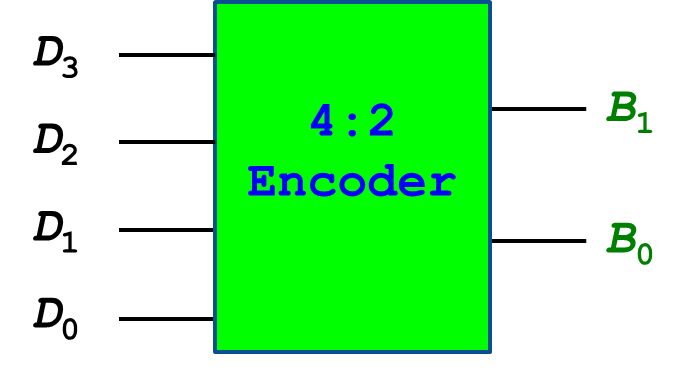 D₃
D₂
D₁
D₀
4:2
Encoder
B₁
B₀